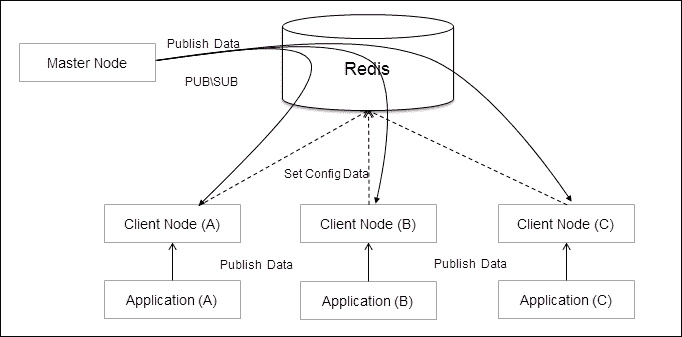 Publish Data
Master Node
Redis
PUB\SUB
Set Config Data
Client Node (A)
Client Node (B)
Client Node (C)
Publish Data
Publish Data
Application (A)
Application (B)
Application (C)